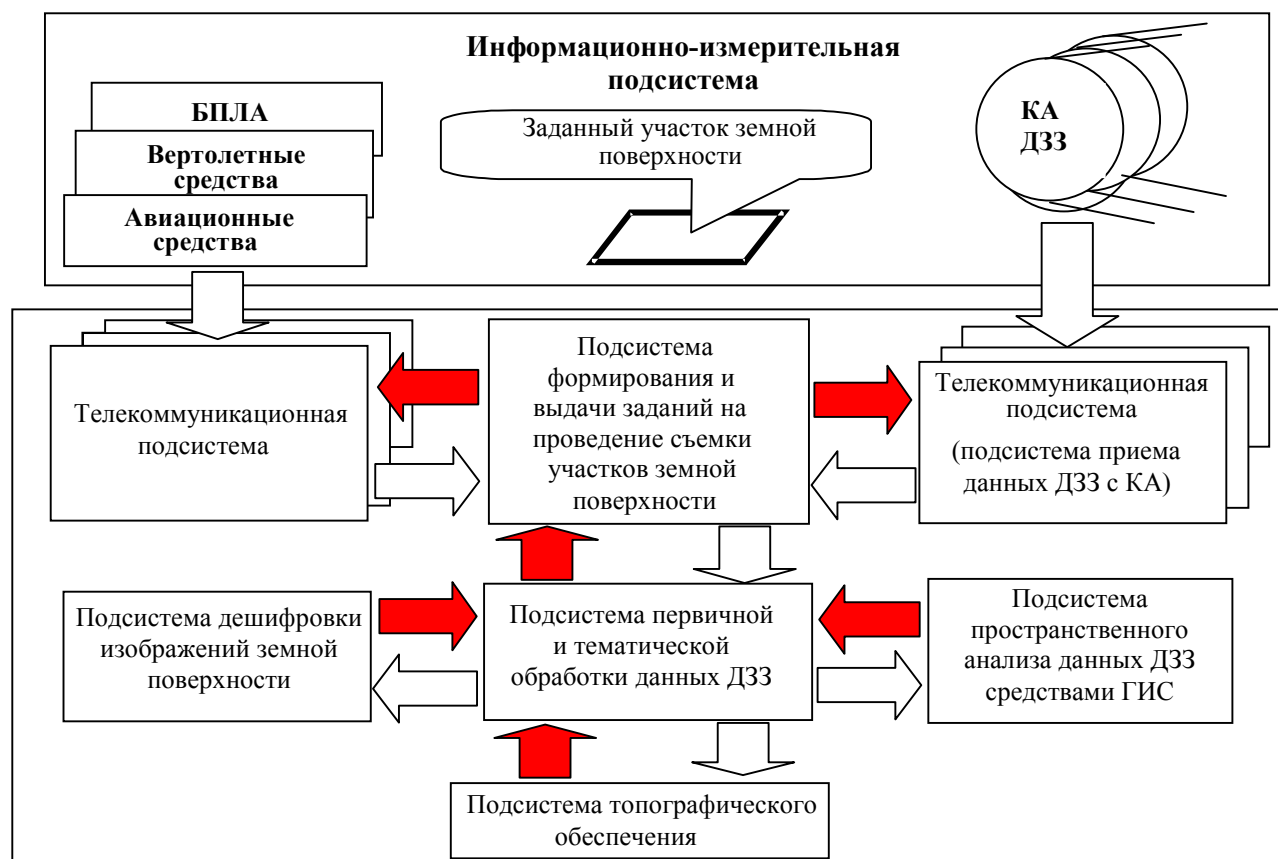 Информационно-измерительная
подсистема
БПЛА
Вертолетные
средства
Авиационные
средства
Заданный участок земной
поверхности
КА
ДЗЗ
Телекоммуникационная
подсистема
Подсистема
формирования и
выдачи заданий на
проведение съемки
участков земной
поверхности
Телекоммуникационная
подсистема
(подсистема приема
данных ДЗЗ с КА)
Подсистема дешифровки
изображений земной
поверхности
Подсистема первичной
и тематической
обработки данных ДЗЗ
Подсистема
пространственного
анализа данных ДЗЗ
средствами ГИС
Подсистема топографического
обеспечения